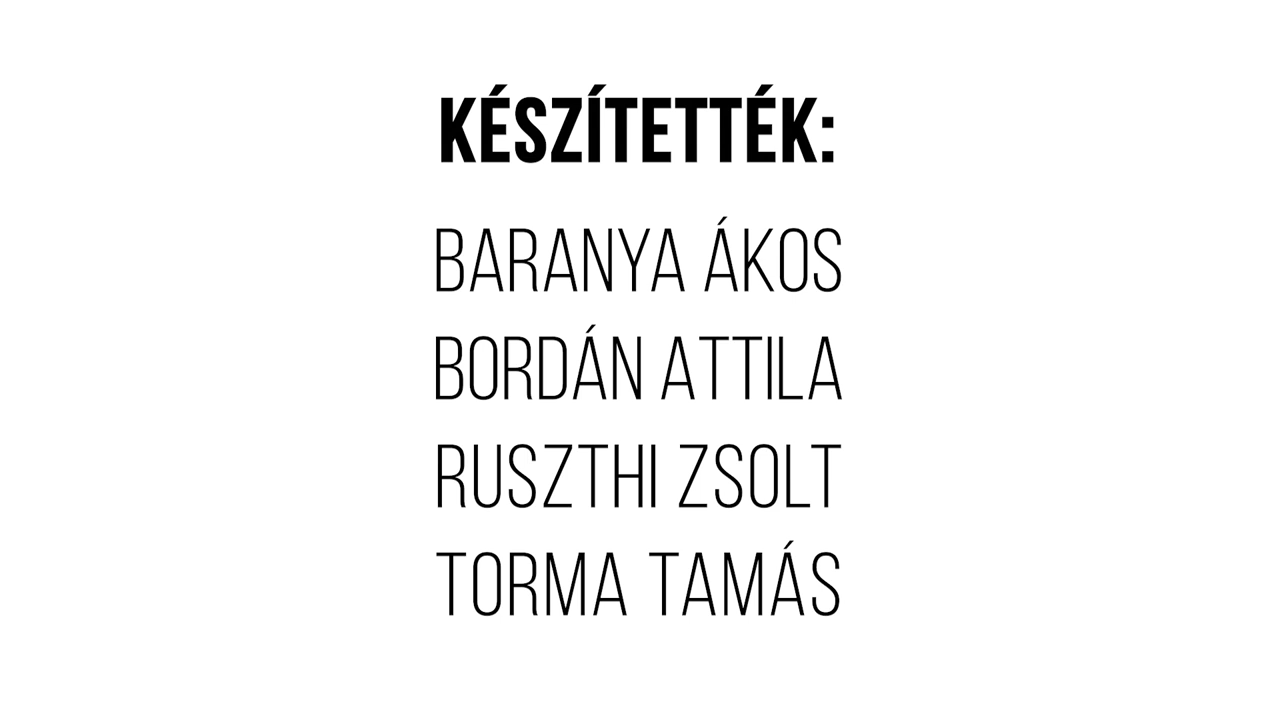 KÉSZÍTETTÉK:
BARANYA ÁKOS
BORDÁN ATTILA
RUSZTHI ZSOLT
TORMA TAMÁS